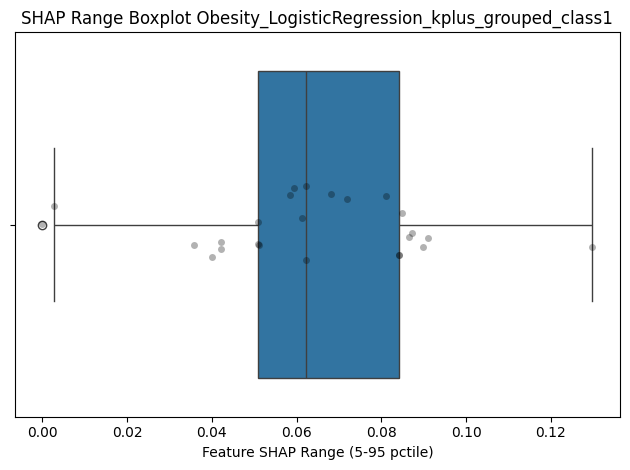 SHAP Range Boxplot Obesity_LogisticRegression_kplus_grouped_class1
0.00 0.02 0.04 0.06 0.08 0.10 0.12
Feature SHAP Range (5-95 pctile)